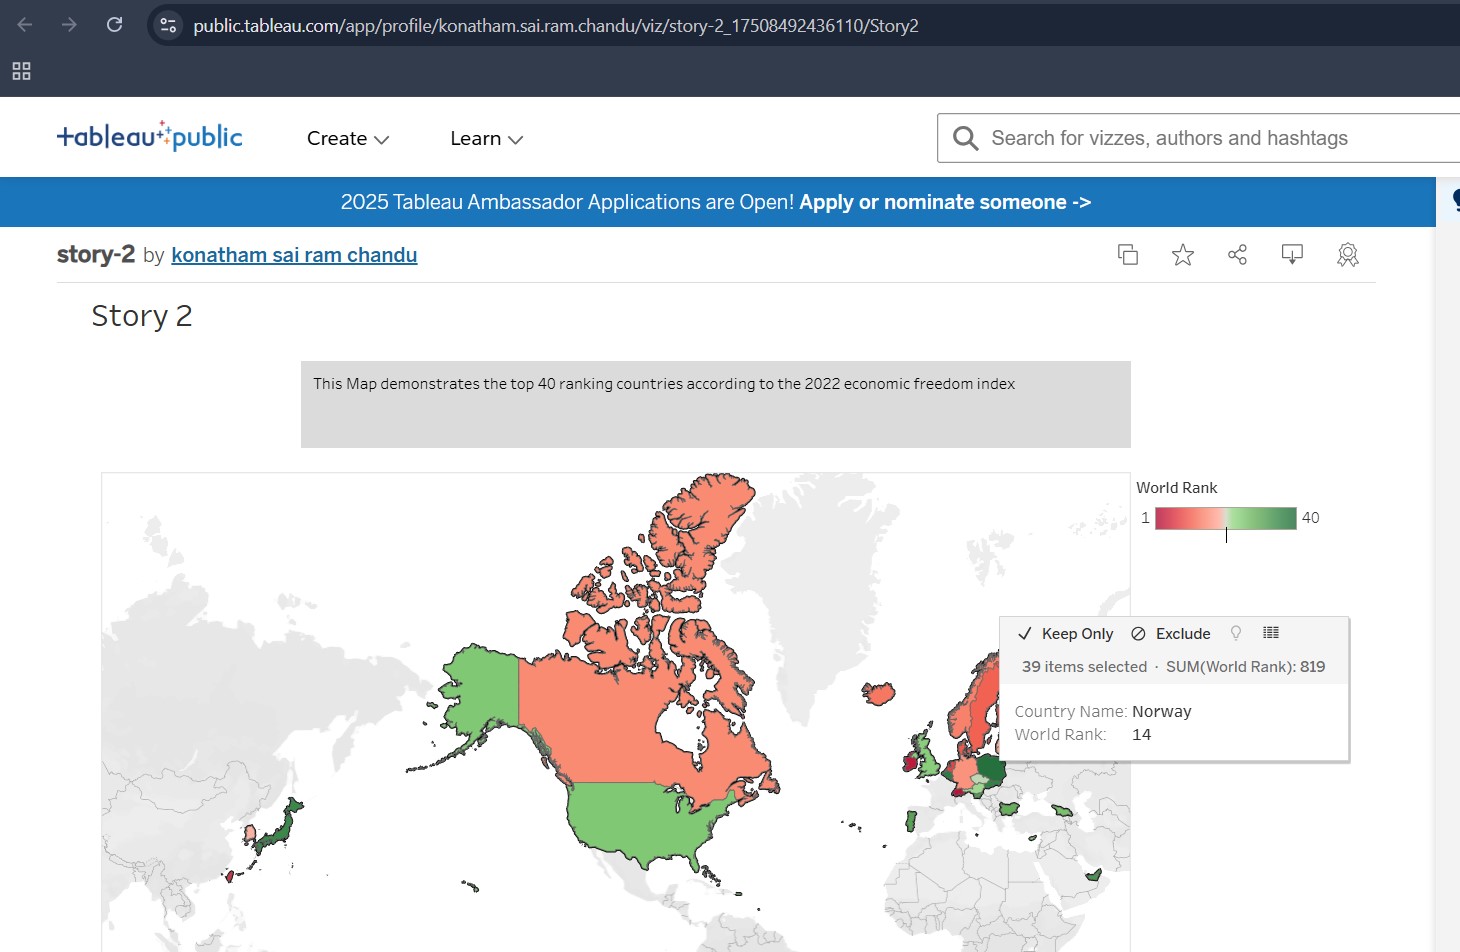 public.tableau.com/app/profile/konatham.sai.ram.chandu/viz/story-2_17508492436110/Story2
tableau public
Create
Learn
Search for vizzes, authors and hashtags
2025 Tableau Ambassador Applications are Open! Apply or nominate someone ->
story-2 by konatham sai ram chandu
Story 2
This Map demonstrates the top 40 ranking countries according to the 2022 economic freedom index
World Rank
1 40
Keep Only Exclude
39 items selected · SUM(World Rank): 819
Country Name: Norway
World Rank: 14